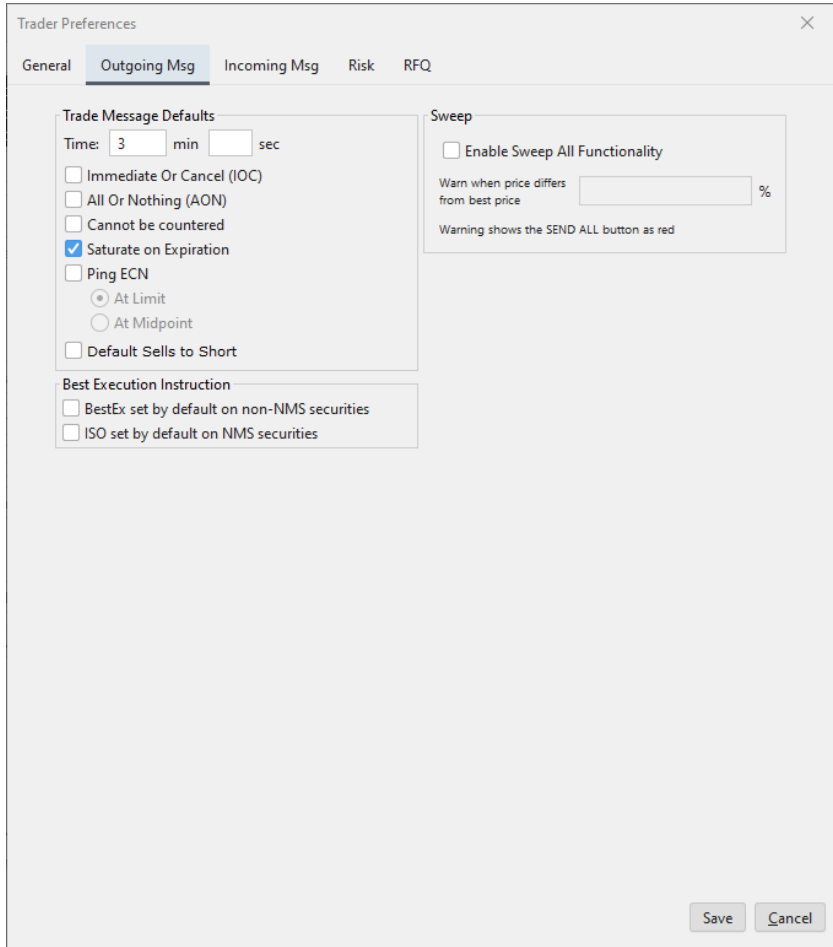 Trader Preferences
General Outgoing Msg Incoming Msg Risk RFQ
Trade Message Defaults
Time: 3 min sec
Immediate Or Cancel (IOC)
All Or Nothing (AON)
Cannot be countered
Saturate on Expiration
Ping ECN
At Limit
At Midpoint
Default Sells to Short
Best Execution Instruction
BestEx set by default on non-NMS securities
ISO set by default on NMS securities
Sweep
Enable Sweep All Functionality
Warn when price differs
from best price %
Warning shows the SEND ALL button as red
Save Cancel